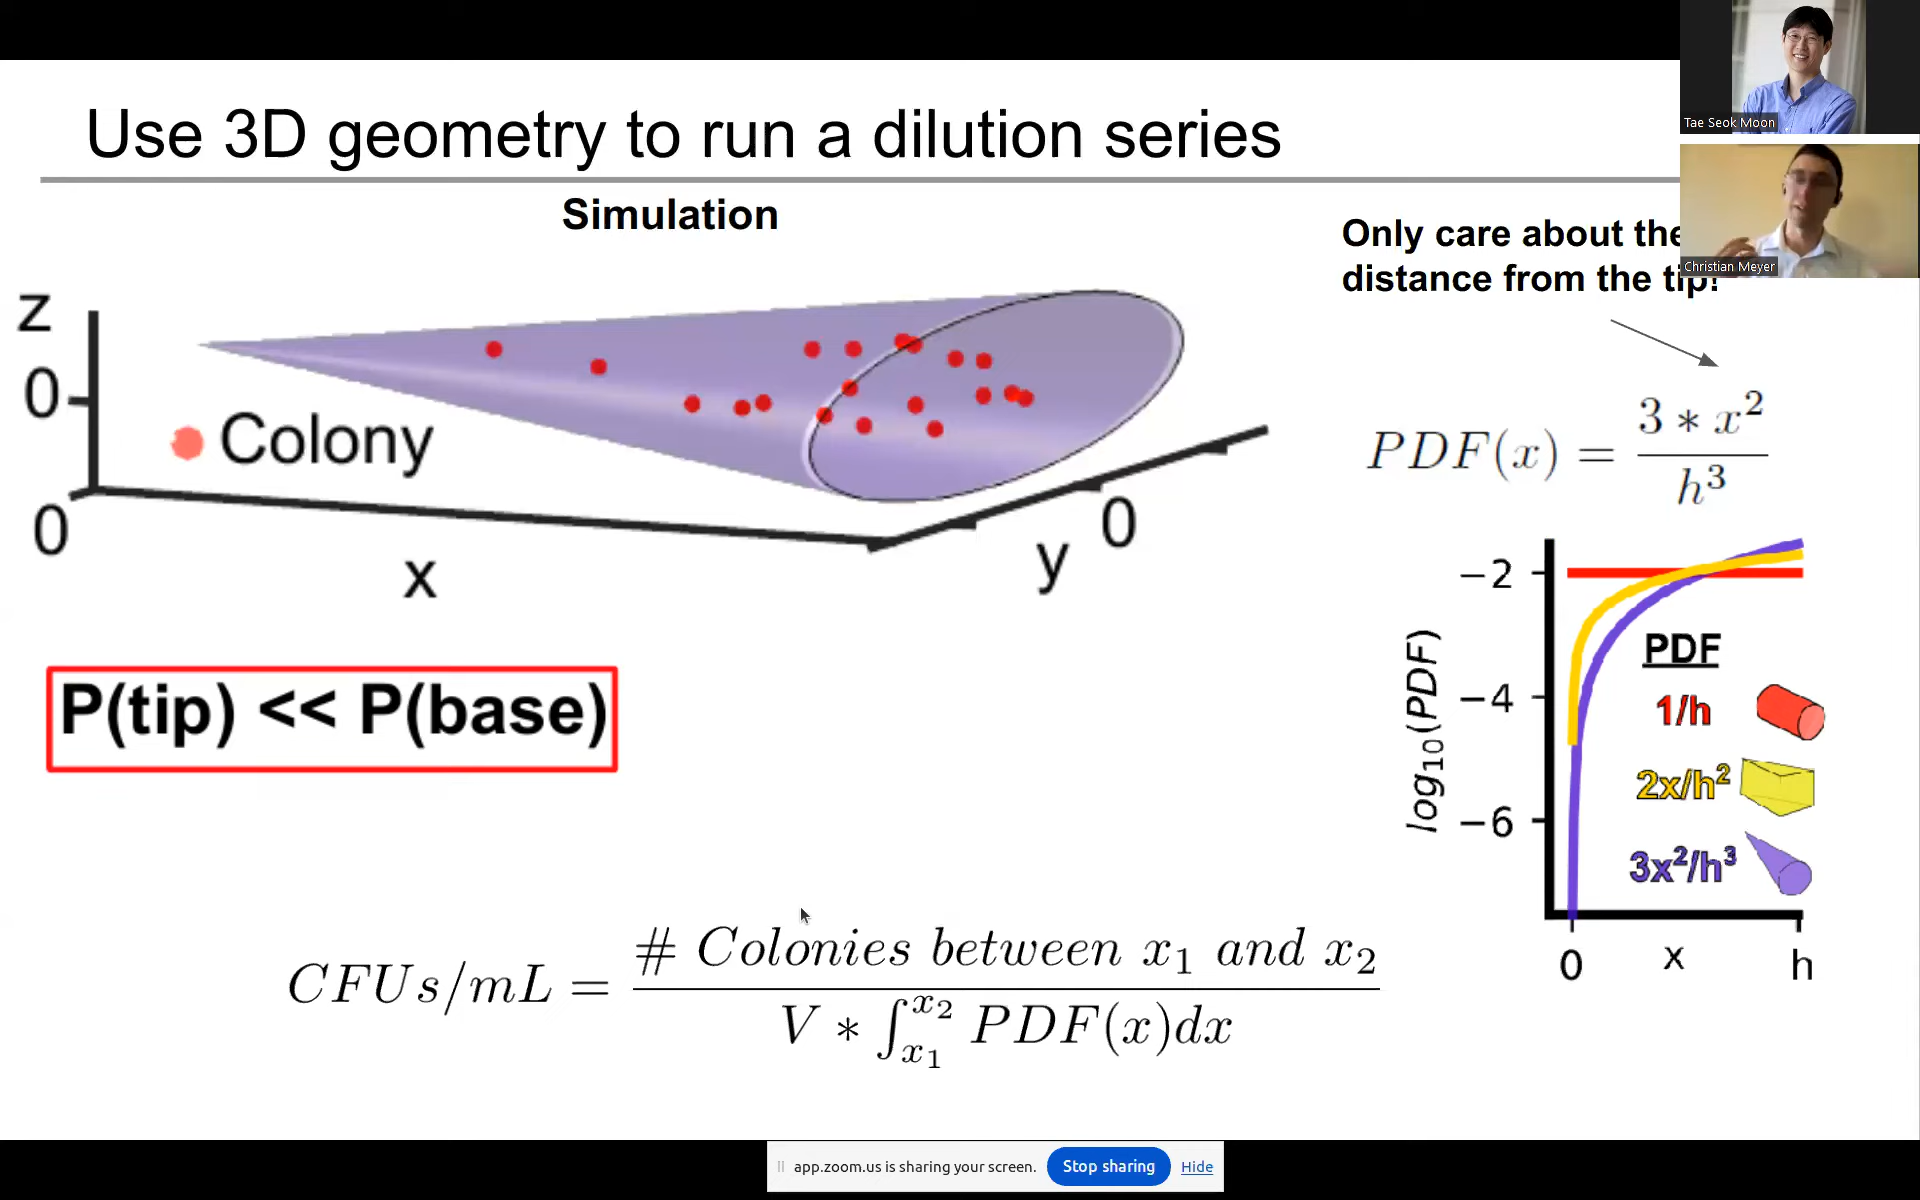 Use 3D geometry to run a dilution series
Tae Seok Moon
Christian Meyer
Simulation
Only care about the
distance from the tip!
z
0
Colony
0
x
y
0
PDF(x) = 3 * x² / h³
P(tip) << P(base)
log₁₀(PDF)
−2
−4
−6
PDF
1/h
2x/h²
3x²/h³
0
x
h
CFUs/mL = # Colonies between x₁ and x₂ / V * ∫ₓ₁ˣ² PDF(x)dx
app.zoom.us is sharing your screen.
Stop sharing
Hide